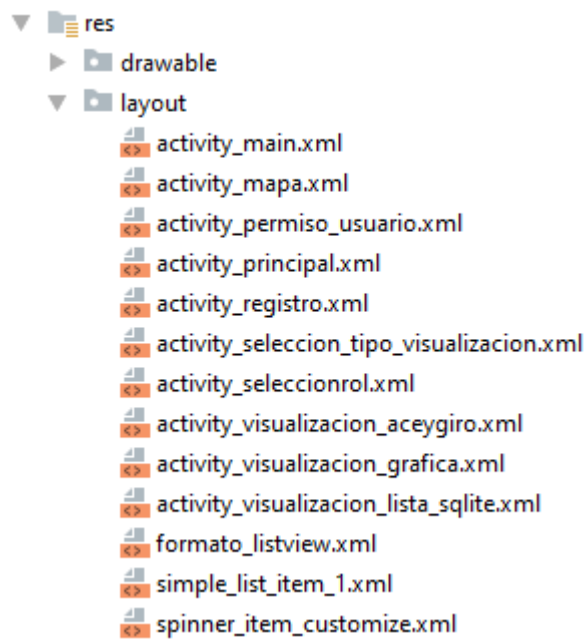 res
drawable
layout
activity_main.xml
activity_mapa.xml
activity_permiso_usuario.xml
activity_principal.xml
activity_registro.xml
activity_seleccion_tipo_visualizacion.xml
activity_seleccionrol.xml
activity_visualizacion_aceygiro.xml
activity_visualizacion_grafica.xml
activity_visualizacion_lista_sqlite.xml
formato_listview.xml
simple_list_item_1.xml
spinner_item_customize.xml